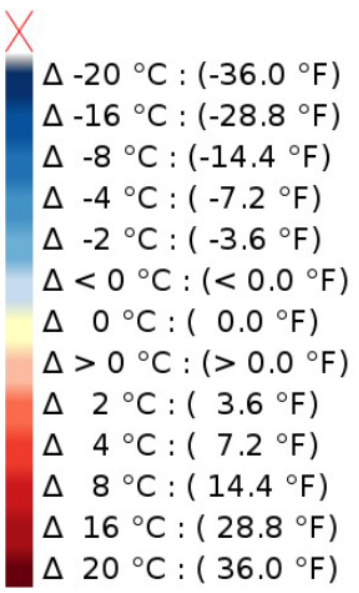 Δ -20 °C : (-36.0 °F)
Δ -16 °C : (-28.8 °F)
Δ -8 °C : (-14.4 °F)
Δ -4 °C : ( -7.2 °F)
Δ -2 °C : ( -3.6 °F)
Δ < 0 °C : (< 0.0 °F)
Δ 0 °C : ( 0.0 °F)
Δ > 0 °C : (> 0.0 °F)
Δ 2 °C : ( 3.6 °F)
Δ 4 °C : ( 7.2 °F)
Δ 8 °C : ( 14.4 °F)
Δ 16 °C : ( 28.8 °F)
Δ 20 °C : ( 36.0 °F)